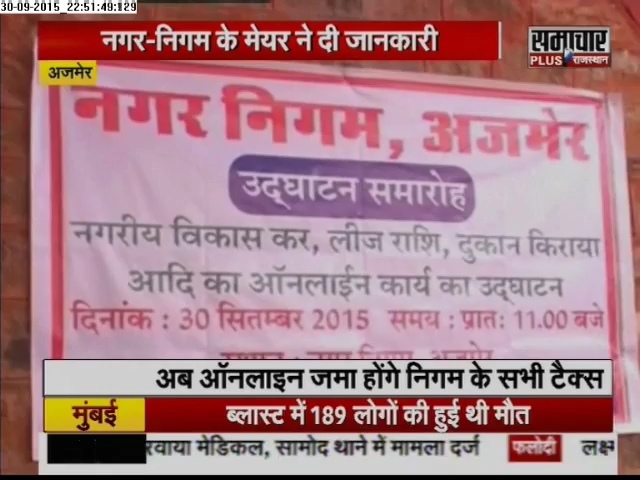 30-09-2015_22:51:49:129
नगर-निगम के मेयर ने दी जानकारी
समाचार
PLUS राजस्थान
अजमेर
नगर निगम, अजमेर
उद्घाटन समारोह
नगरीय विकास कर, लीज राशि, दुकान किराया
आदि का ऑनलाईन कार्य का उद्घाटन
दिनांक : 30 सितम्बर 2015 समय : प्रातः 11.00 बजे
अब ऑनलाइन जमा होंगे निगम के सभी टैक्स
मुंबई ब्लास्ट में 189 लोगों की हुई थी मौत
रवाया मेडिकल, सामोद थाने में मामला दर्ज फलोदी